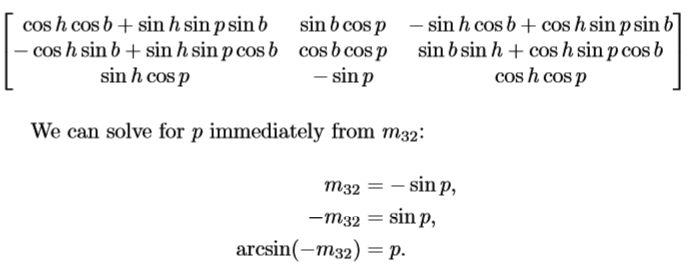 cos h cos b + sin h sin p sin b   sin b cos p   − sin h cos b + cos h sin p sin b
− cos h sin b + sin h sin p cos b   cos b cos p   sin b sin h + cos h sin p cos b
sin h cos p   − sin p   cos h cos p
We can solve for p immediately from m₃₂:
m₃₂ = − sin p,
−m₃₂ = sin p,
arcsin(−m₃₂) = p.